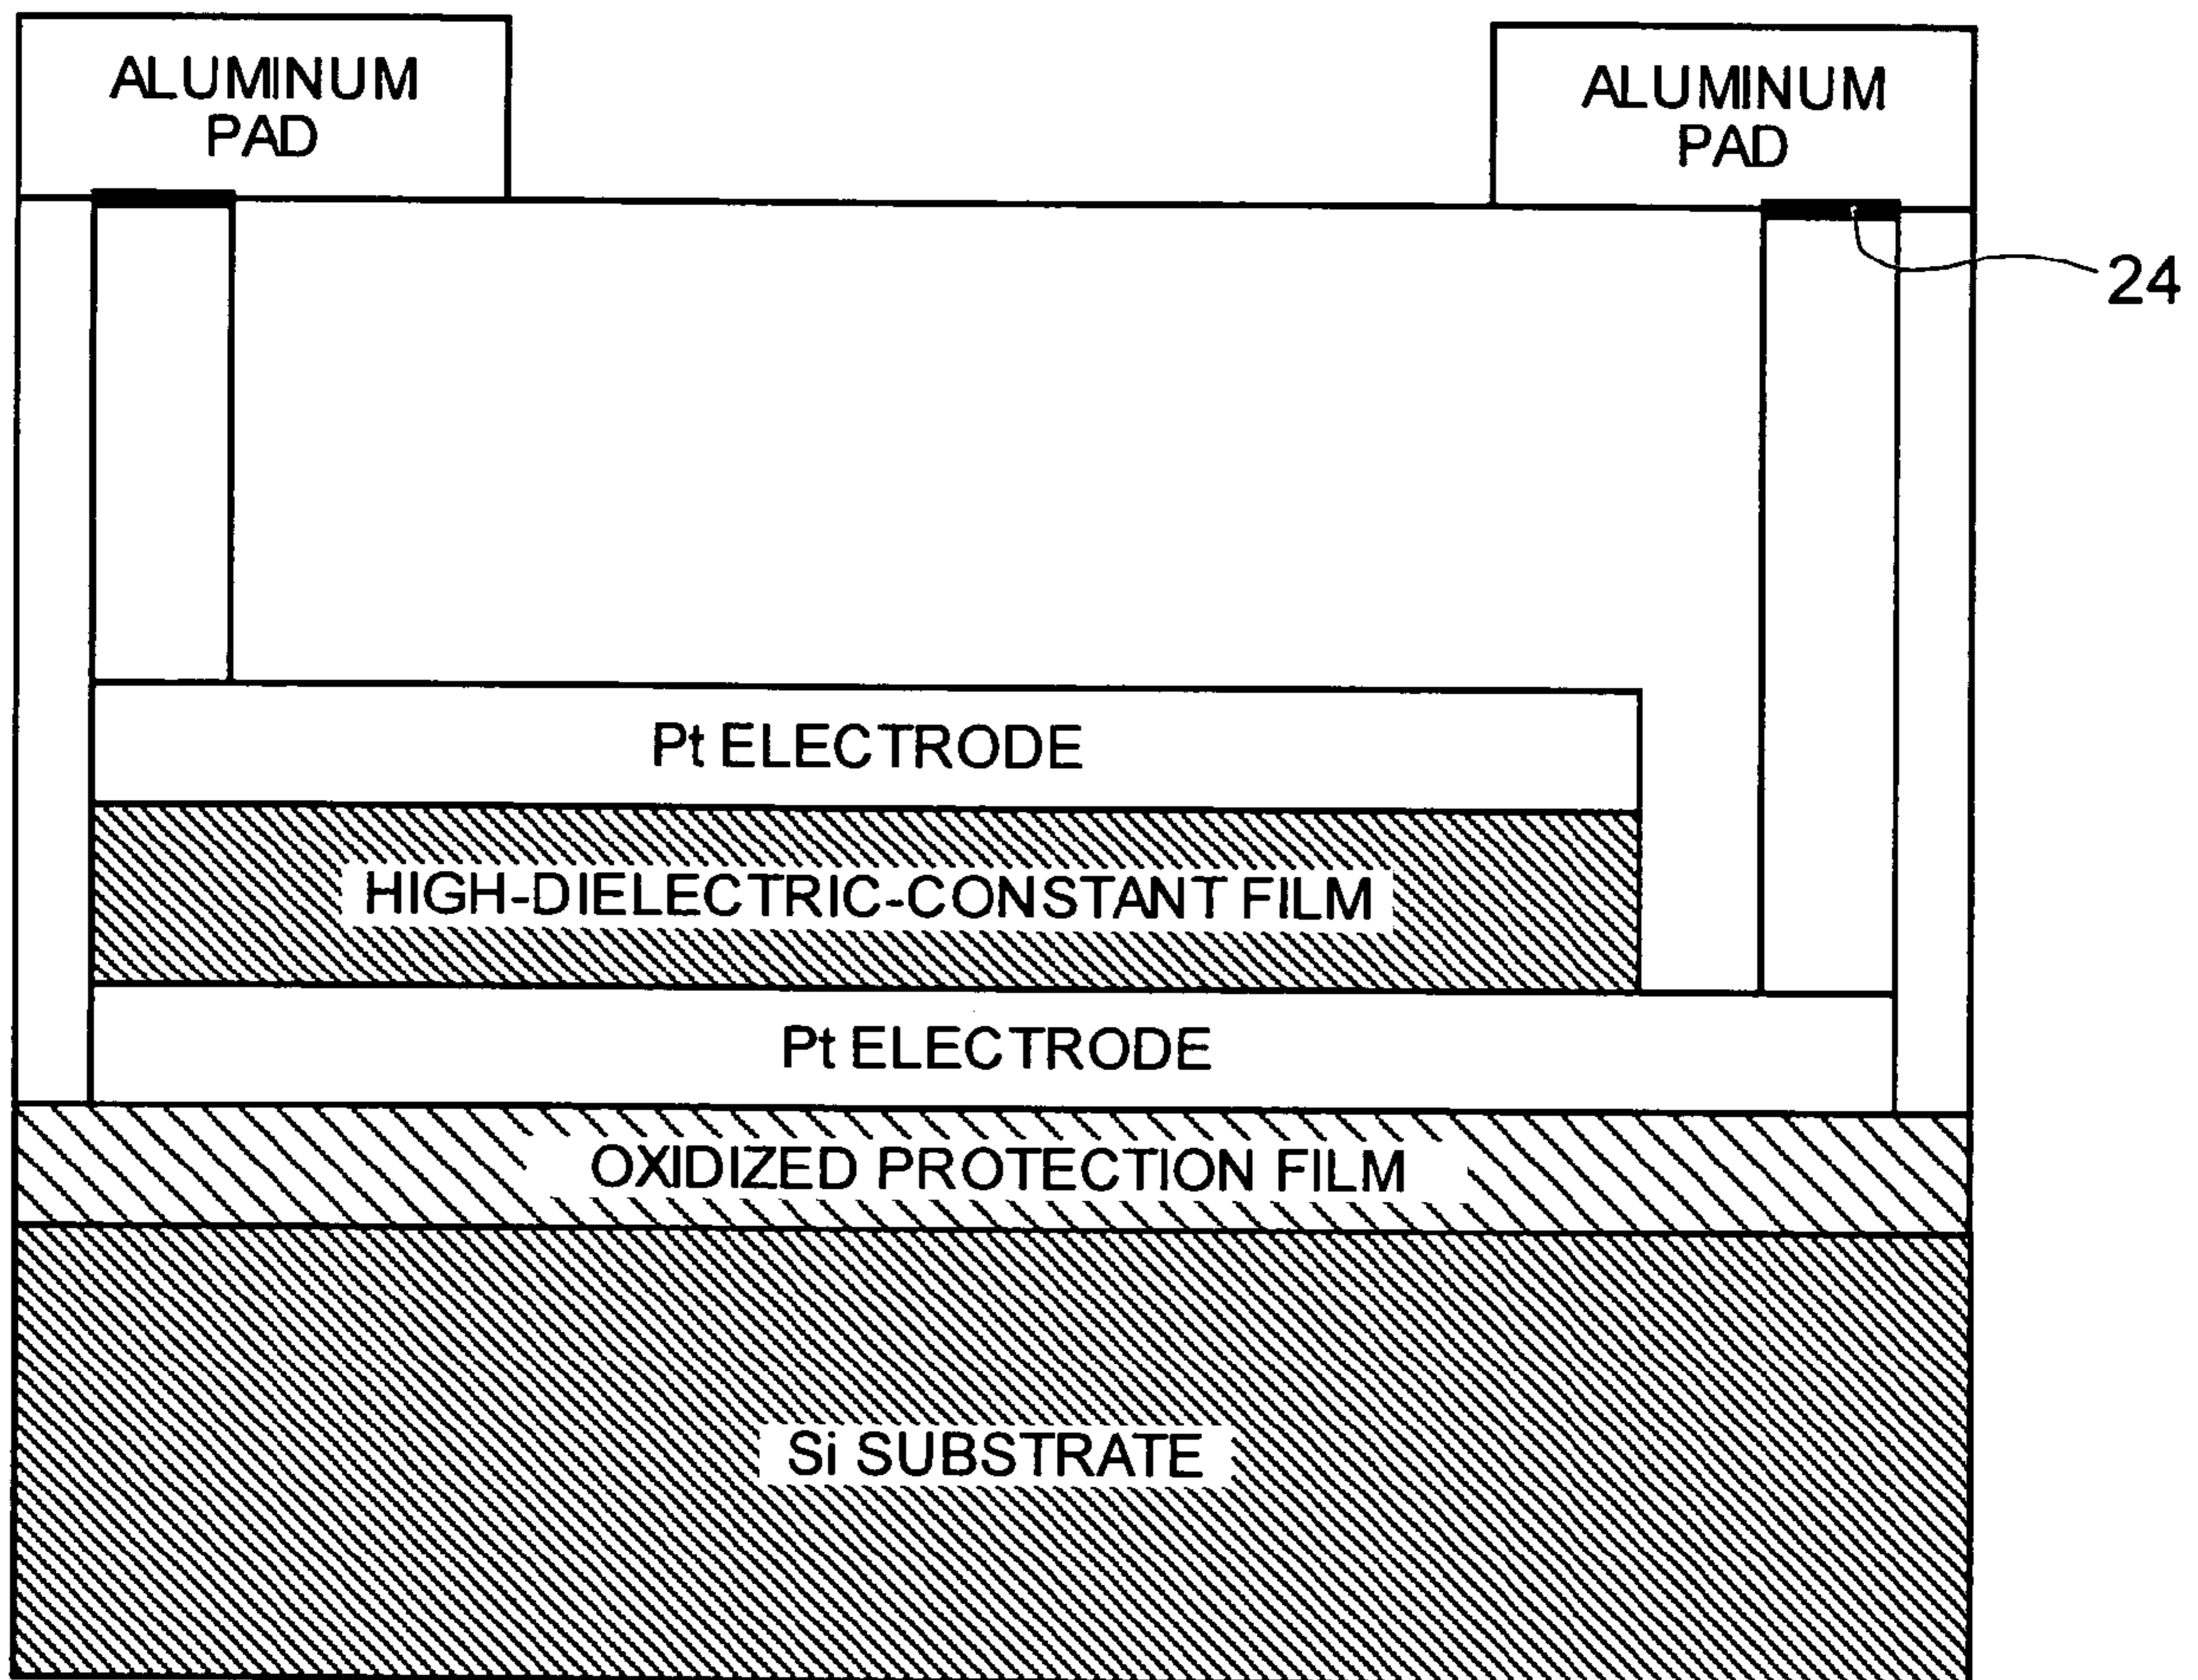 ALUMINUM
PAD
ALUMINUM
PAD
24
Pt ELECTRODE
HIGH-DIELECTRIC-CONSTANT FILM
Pt ELECTRODE
OXIDIZED PROTECTION FILM
Si SUBSTRATE